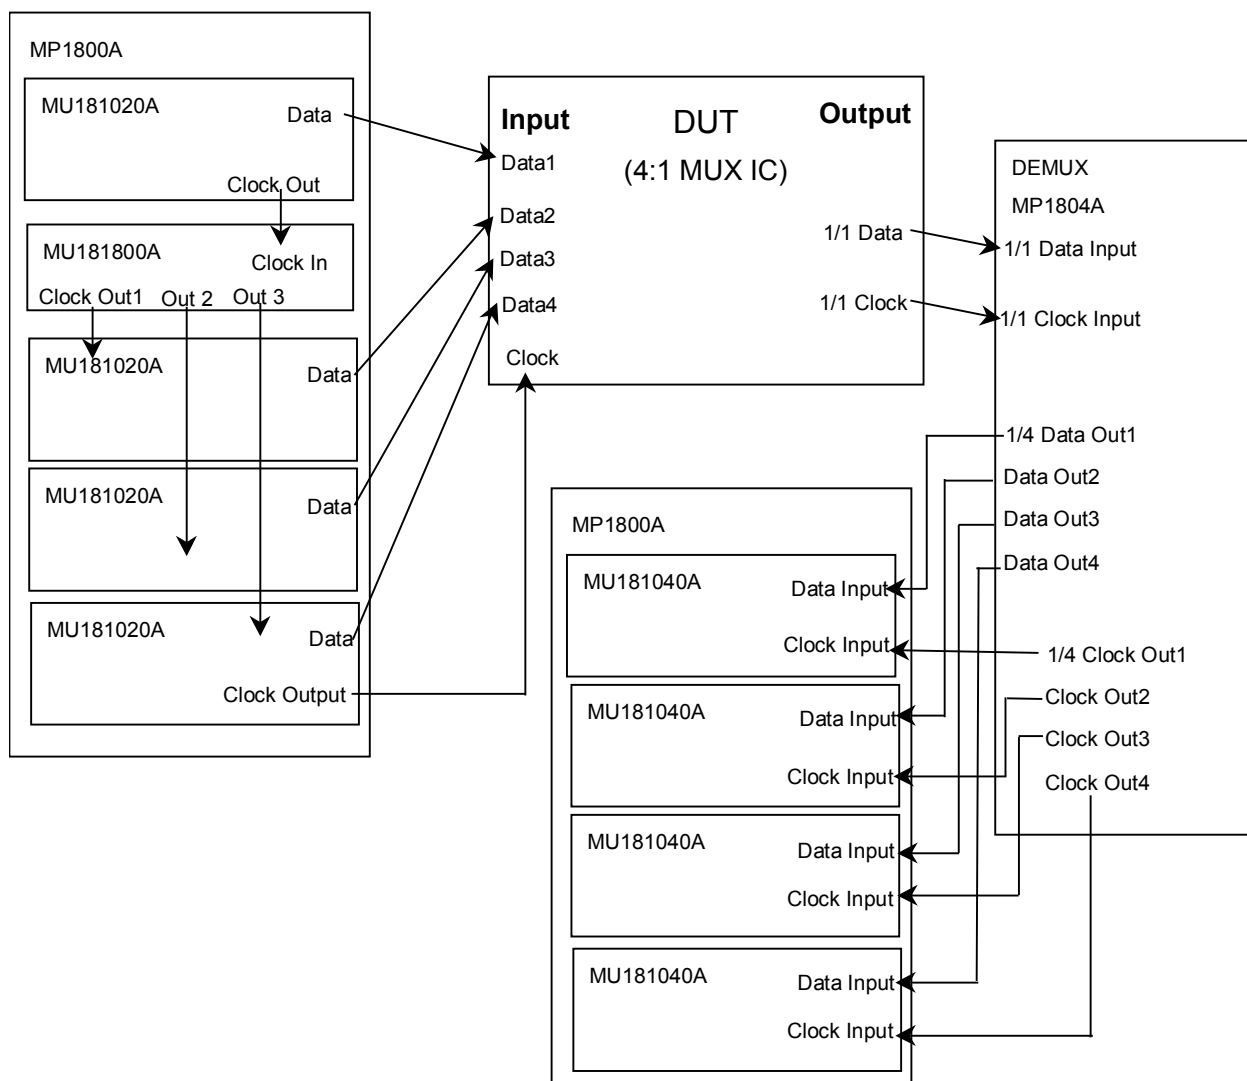 MP1800A
MU181020A
Data
Clock Out
MU181800A
Clock In
Clock Out1
Out 2
Out 3
MU181020A
Data
MU181020A
Data
MU181020A
Data
Clock Output
Input
DUT
(4:1 MUX IC)
Output
Data1
Data2
Data3
Data4
Clock
1/1 Data
1/1 Clock
DEMUX
MP1804A
1/1 Data Input
1/1 Clock Input
1/4 Data Out1
Data Out2
Data Out3
Data Out4
1/4 Clock Out1
Clock Out2
Clock Out3
Clock Out4
MP1800A
MU181040A
Data Input
Clock Input
MU181040A
Data Input
Clock Input
MU181040A
Data Input
Clock Input
MU181040A
Data Input
Clock Input